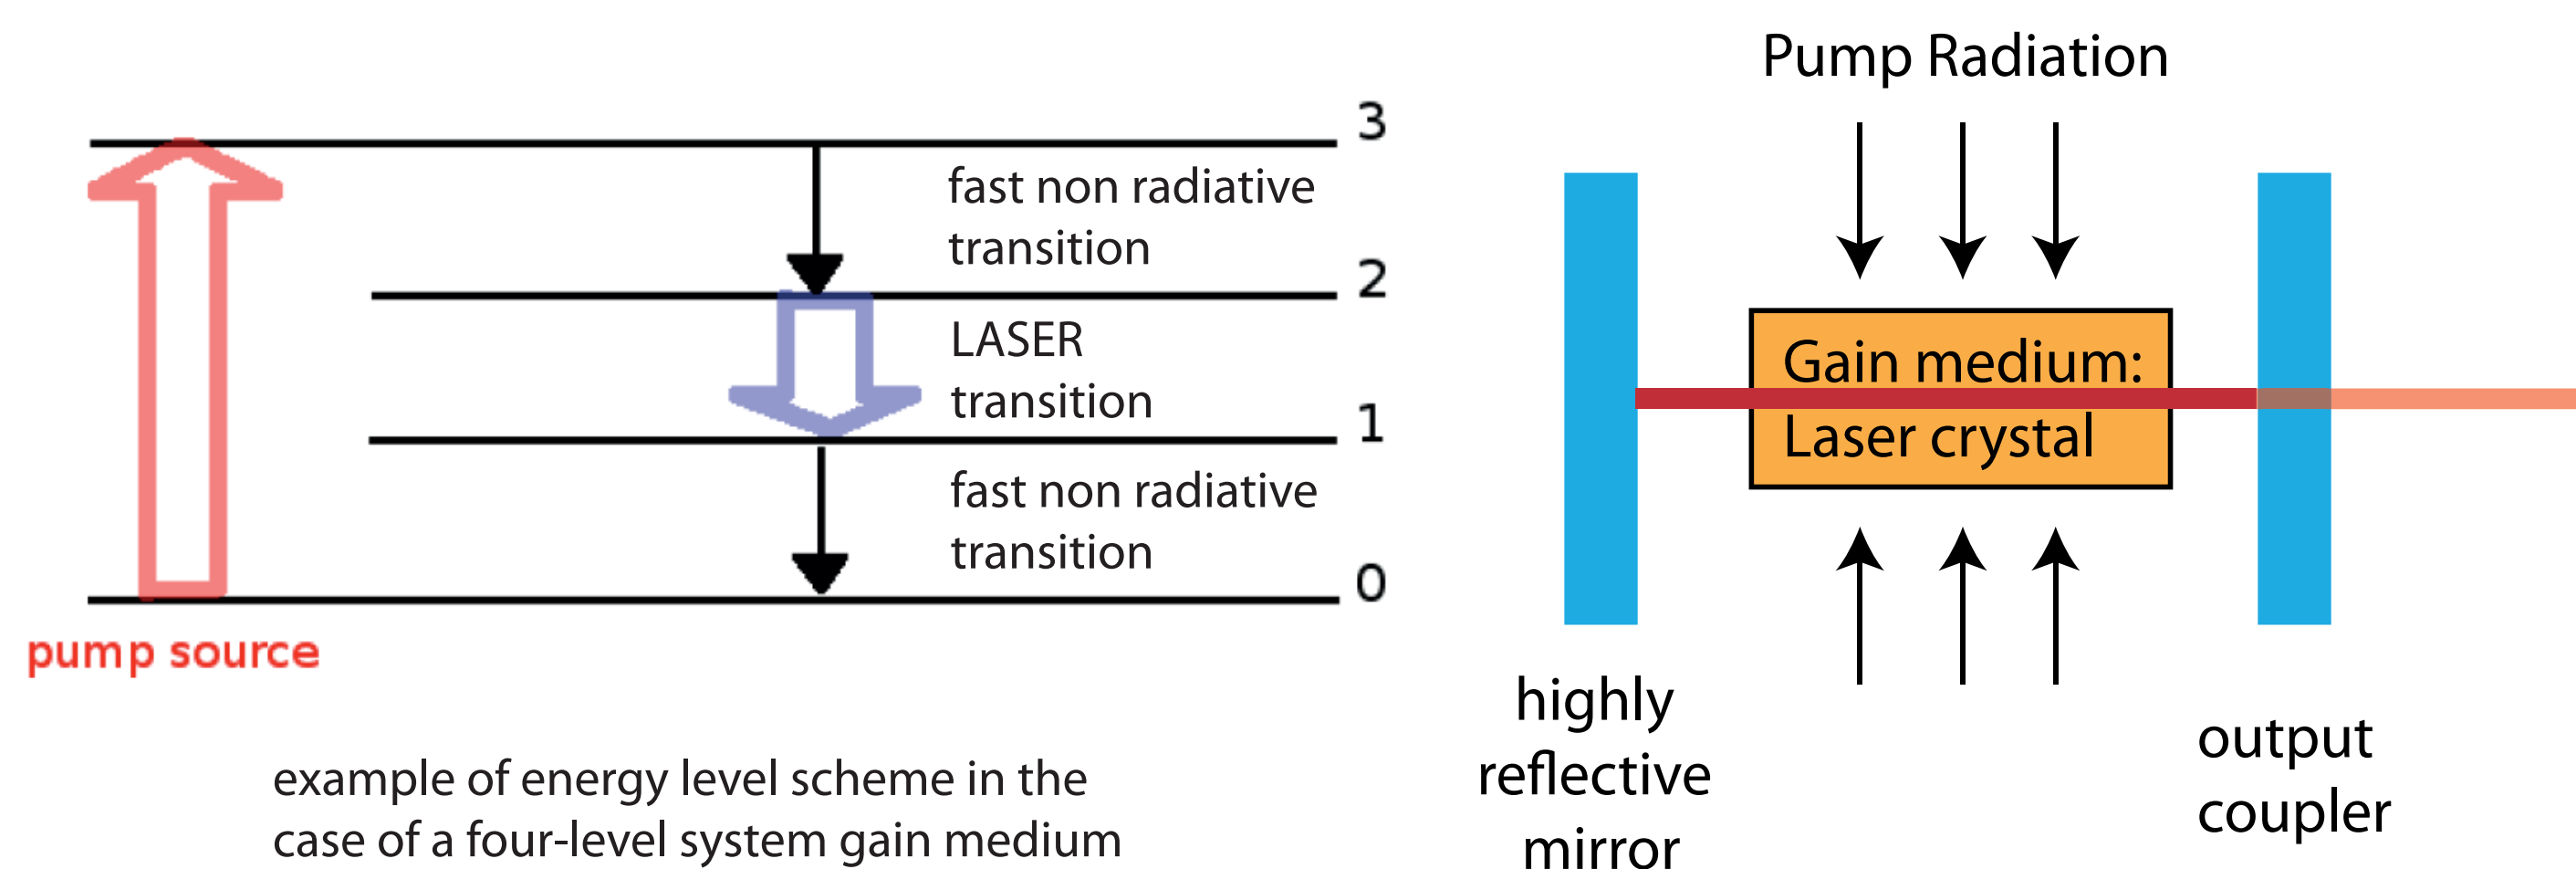 3
fast non radiative
transition
2
LASER
transition
1
fast non radiative
transition
0
pump source
example of energy level scheme in the
case of a four-level system gain medium
Pump Radiation
Gain medium:
Laser crystal
highly
reflective
mirror
output
coupler